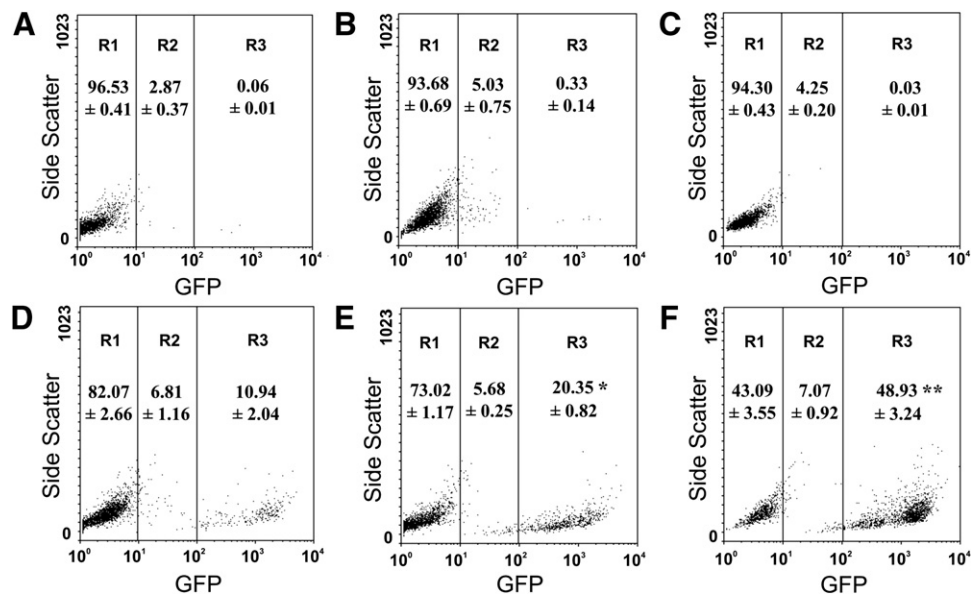 A
1023
Side Scatter
0
R1 R2 R3
96.53 2.87 0.06
± 0.41 ± 0.37 ± 0.01
10⁰ 10¹ 10² 10³ 10⁴
GFP
B
1023
Side Scatter
0
R1 R2 R3
93.68 5.03 0.33
± 0.69 ± 0.75 ± 0.14
10⁰ 10¹ 10² 10³ 10⁴
GFP
C
1023
Side Scatter
0
R1 R2 R3
94.30 4.25 0.03
± 0.43 ± 0.20 ± 0.01
10⁰ 10¹ 10² 10³ 10⁴
GFP
D
1023
Side Scatter
0
R1 R2 R3
82.07 6.81 10.94
± 2.66 ± 1.16 ± 2.04
10⁰ 10¹ 10² 10³ 10⁴
GFP
E
1023
Side Scatter
0
R1 R2 R3
73.02 5.68 20.35 *
± 1.17 ± 0.25 ± 0.82
10⁰ 10¹ 10² 10³ 10⁴
GFP
F
1023
Side Scatter
0
R1 R2 R3
43.09 7.07 48.93 **
± 3.55 ± 0.92 ± 3.24
10⁰ 10¹ 10² 10³ 10⁴
GFP